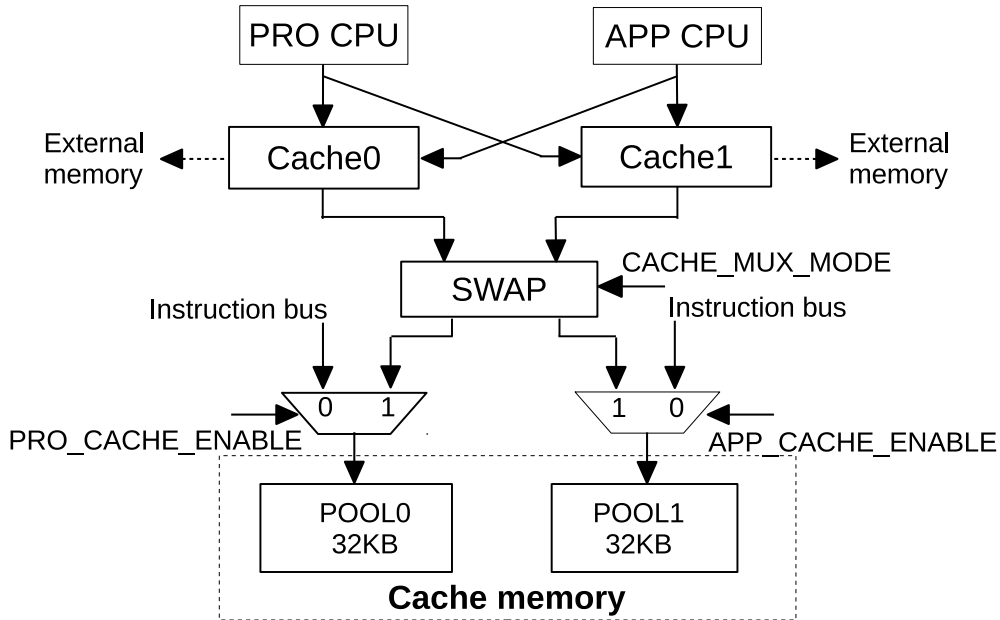 PRO CPU
APP CPU
External
memory
Cache0
Cache1
External
memory
SWAP
CACHE_MUX_MODE
Instruction bus
Instruction bus
0 1
1 0
PRO_CACHE_ENABLE
APP_CACHE_ENABLE
POOL0
32KB
POOL1
32KB
Cache memory